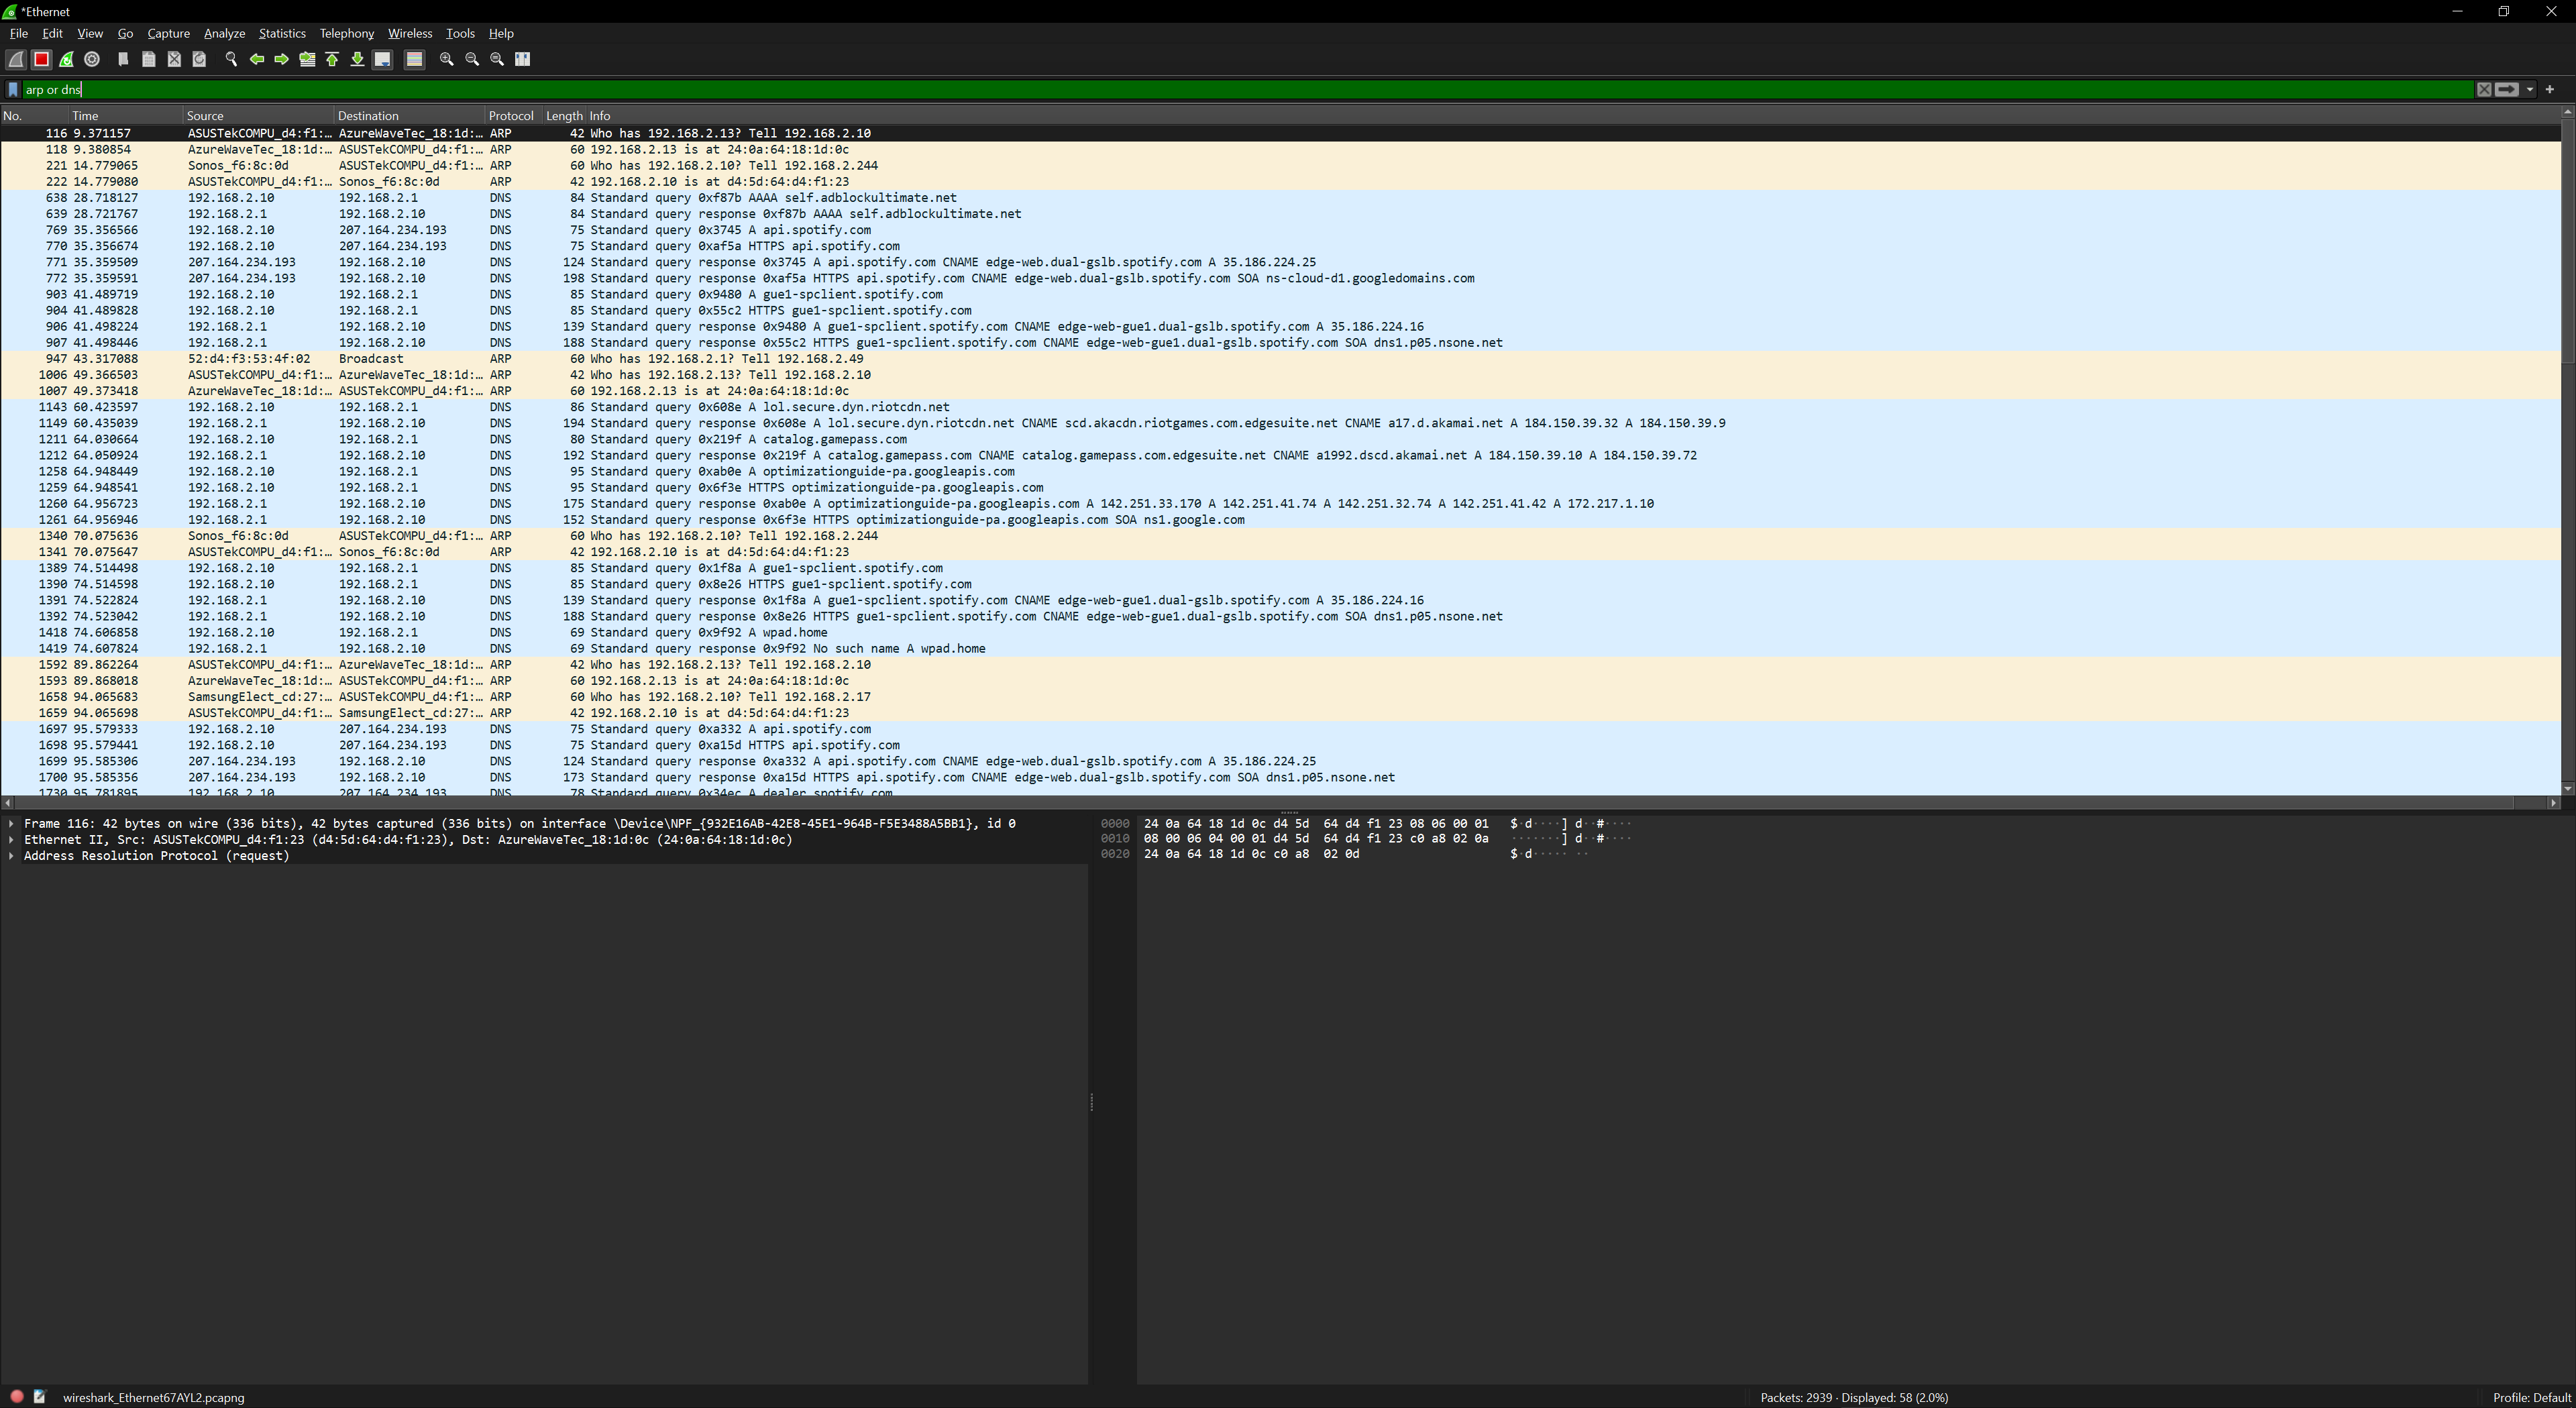 *Ethernet
File Edit View Go Capture Analyze Statistics Telephony Wireless Tools Help
arp or dns
No. Time Source Destination Protocol Length Info
116 9.371157 ASUSTekCOMPU_d4:f1:… AzureWaveTec_18:1d:… ARP 42 Who has 192.168.2.13? Tell 192.168.2.10
118 9.380854 AzureWaveTec_18:1d:… ASUSTekCOMPU_d4:f1:… ARP 60 192.168.2.13 is at 24:0a:64:18:1d:0c
221 14.779065 Sonos_f6:8c:0d ASUSTekCOMPU_d4:f1:… ARP 60 Who has 192.168.2.10? Tell 192.168.2.244
222 14.779080 ASUSTekCOMPU_d4:f1:… Sonos_f6:8c:0d ARP 42 192.168.2.10 is at d4:5d:64:d4:f1:23
638 28.718127 192.168.2.10 192.168.2.1 DNS 84 Standard query 0xf87b AAAA self.adblockultimate.net
639 28.721767 192.168.2.1 192.168.2.10 DNS 84 Standard query response 0xf87b AAAA self.adblockultimate.net
769 35.356566 192.168.2.10 207.164.234.193 DNS 75 Standard query 0x3745 A api.spotify.com
770 35.356674 192.168.2.10 207.164.234.193 DNS 75 Standard query 0xaf5a HTTPS api.spotify.com
771 35.359509 207.164.234.193 192.168.2.10 DNS 124 Standard query response 0x3745 A api.spotify.com CNAME edge-web.dual-gslb.spotify.com A 35.186.224.25
772 35.359591 207.164.234.193 192.168.2.10 DNS 198 Standard query response 0xaf5a HTTPS api.spotify.com CNAME edge-web.dual-gslb.spotify.com SOA ns-cloud-d1.googledomains.com
903 41.489719 192.168.2.10 192.168.2.1 DNS 85 Standard query 0x9480 A gue1-spclient.spotify.com
904 41.489828 192.168.2.10 192.168.2.1 DNS 85 Standard query 0x55c2 HTTPS gue1-spclient.spotify.com
906 41.498224 192.168.2.1 192.168.2.10 DNS 139 Standard query response 0x9480 A gue1-spclient.spotify.com CNAME edge-web-gue1.dual-gslb.spotify.com A 35.186.224.16
907 41.498446 192.168.2.1 192.168.2.10 DNS 188 Standard query response 0x55c2 HTTPS gue1-spclient.spotify.com CNAME edge-web-gue1.dual-gslb.spotify.com SOA dns1.p05.nsone.net
947 43.317088 52:d4:f3:53:4f:02 Broadcast ARP 60 Who has 192.168.2.1? Tell 192.168.2.49
1006 49.366503 ASUSTekCOMPU_d4:f1:… AzureWaveTec_18:1d:… ARP 42 Who has 192.168.2.13? Tell 192.168.2.10
1007 49.373418 AzureWaveTec_18:1d:… ASUSTekCOMPU_d4:f1:… ARP 60 192.168.2.13 is at 24:0a:64:18:1d:0c
1143 60.423597 192.168.2.10 192.168.2.1 DNS 86 Standard query 0x608e A lol.secure.dyn.riotcdn.net
1149 60.435039 192.168.2.1 192.168.2.10 DNS 194 Standard query response 0x608e A lol.secure.dyn.riotcdn.net CNAME scd.akacdn.riotgames.com.edgesuite.net CNAME a17.d.akamai.net A 184.150.39.32 A 184.150.39.9
1211 64.030664 192.168.2.10 192.168.2.1 DNS 80 Standard query 0x219f A catalog.gamepass.com
1212 64.050924 192.168.2.1 192.168.2.10 DNS 192 Standard query response 0x219f A catalog.gamepass.com CNAME catalog.gamepass.com.edgesuite.net CNAME a1992.dscd.akamai.net A 184.150.39.10 A 184.150.39.72
1258 64.948449 192.168.2.10 192.168.2.1 DNS 95 Standard query 0xab0e A optimizationguide-pa.googleapis.com
1259 64.948541 192.168.2.10 192.168.2.1 DNS 95 Standard query 0x6f3e HTTPS optimizationguide-pa.googleapis.com
1260 64.956723 192.168.2.1 192.168.2.10 DNS 175 Standard query response 0xab0e A optimizationguide-pa.googleapis.com A 142.251.33.170 A 142.251.41.74 A 142.251.32.74 A 142.251.41.42 A 172.217.1.10
1261 64.956946 192.168.2.1 192.168.2.10 DNS 152 Standard query response 0x6f3e HTTPS optimizationguide-pa.googleapis.com SOA ns1.google.com
1340 70.075636 Sonos_f6:8c:0d ASUSTekCOMPU_d4:f1:… ARP 60 Who has 192.168.2.10? Tell 192.168.2.244
1341 70.075647 ASUSTekCOMPU_d4:f1:… Sonos_f6:8c:0d ARP 42 192.168.2.10 is at d4:5d:64:d4:f1:23
1389 74.514498 192.168.2.10 192.168.2.1 DNS 85 Standard query 0x1f8a A gue1-spclient.spotify.com
1390 74.514598 192.168.2.10 192.168.2.1 DNS 85 Standard query 0x8e26 HTTPS gue1-spclient.spotify.com
1391 74.522824 192.168.2.1 192.168.2.10 DNS 139 Standard query response 0x1f8a A gue1-spclient.spotify.com CNAME edge-web-gue1.dual-gslb.spotify.com A 35.186.224.16
1392 74.523042 192.168.2.1 192.168.2.10 DNS 188 Standard query response 0x8e26 HTTPS gue1-spclient.spotify.com CNAME edge-web-gue1.dual-gslb.spotify.com SOA dns1.p05.nsone.net
1418 74.606858 192.168.2.10 192.168.2.1 DNS 69 Standard query 0x9f92 A wpad.home
1419 74.607824 192.168.2.1 192.168.2.10 DNS 69 Standard query response 0x9f92 No such name A wpad.home
1592 89.862264 ASUSTekCOMPU_d4:f1:… AzureWaveTec_18:1d:… ARP 42 Who has 192.168.2.13? Tell 192.168.2.10
1593 89.868018 AzureWaveTec_18:1d:… ASUSTekCOMPU_d4:f1:… ARP 60 192.168.2.13 is at 24:0a:64:18:1d:0c
1658 94.065683 SamsungElect_cd:27:… ASUSTekCOMPU_d4:f1:… ARP 60 Who has 192.168.2.10? Tell 192.168.2.17
1659 94.065698 ASUSTekCOMPU_d4:f1:… SamsungElect_cd:27:… ARP 42 192.168.2.10 is at d4:5d:64:d4:f1:23
1697 95.579333 192.168.2.10 207.164.234.193 DNS 75 Standard query 0xa332 A api.spotify.com
1698 95.579441 192.168.2.10 207.164.234.193 DNS 75 Standard query 0xa15d HTTPS api.spotify.com
1699 95.585306 207.164.234.193 192.168.2.10 DNS 124 Standard query response 0xa332 A api.spotify.com CNAME edge-web.dual-gslb.spotify.com A 35.186.224.25
1700 95.585356 207.164.234.193 192.168.2.10 DNS 173 Standard query response 0xa15d HTTPS api.spotify.com CNAME edge-web.dual-gslb.spotify.com SOA dns1.p05.nsone.net
1730 95.781895 192.168.2.10 207.164.234.193 DNS 78 Standard query 0x34ec A dealer.spotify.com
Frame 116: 42 bytes on wire (336 bits), 42 bytes captured (336 bits) on interface \Device\NPF_{932E16AB-42E8-45E1-964B-F5E3488A5BB1}, id 0
Ethernet II, Src: ASUSTekCOMPU_d4:f1:23 (d4:5d:64:d4:f1:23), Dst: AzureWaveTec_18:1d:0c (24:0a:64:18:1d:0c)
Address Resolution Protocol (request)
0000 24 0a 64 18 1d 0c d4 5d 64 d4 f1 23 08 06 00 01 $·d····] d··#····
0010 08 00 06 04 00 01 d4 5d 64 d4 f1 23 c0 a8 02 0a ·······] d··#····
0020 24 0a 64 18 1d 0c c0 a8 02 0d $·d····· ··
wireshark_Ethernet67AYL2.pcapng
Packets: 2939 · Displayed: 58 (2.0%)
Profile: Default